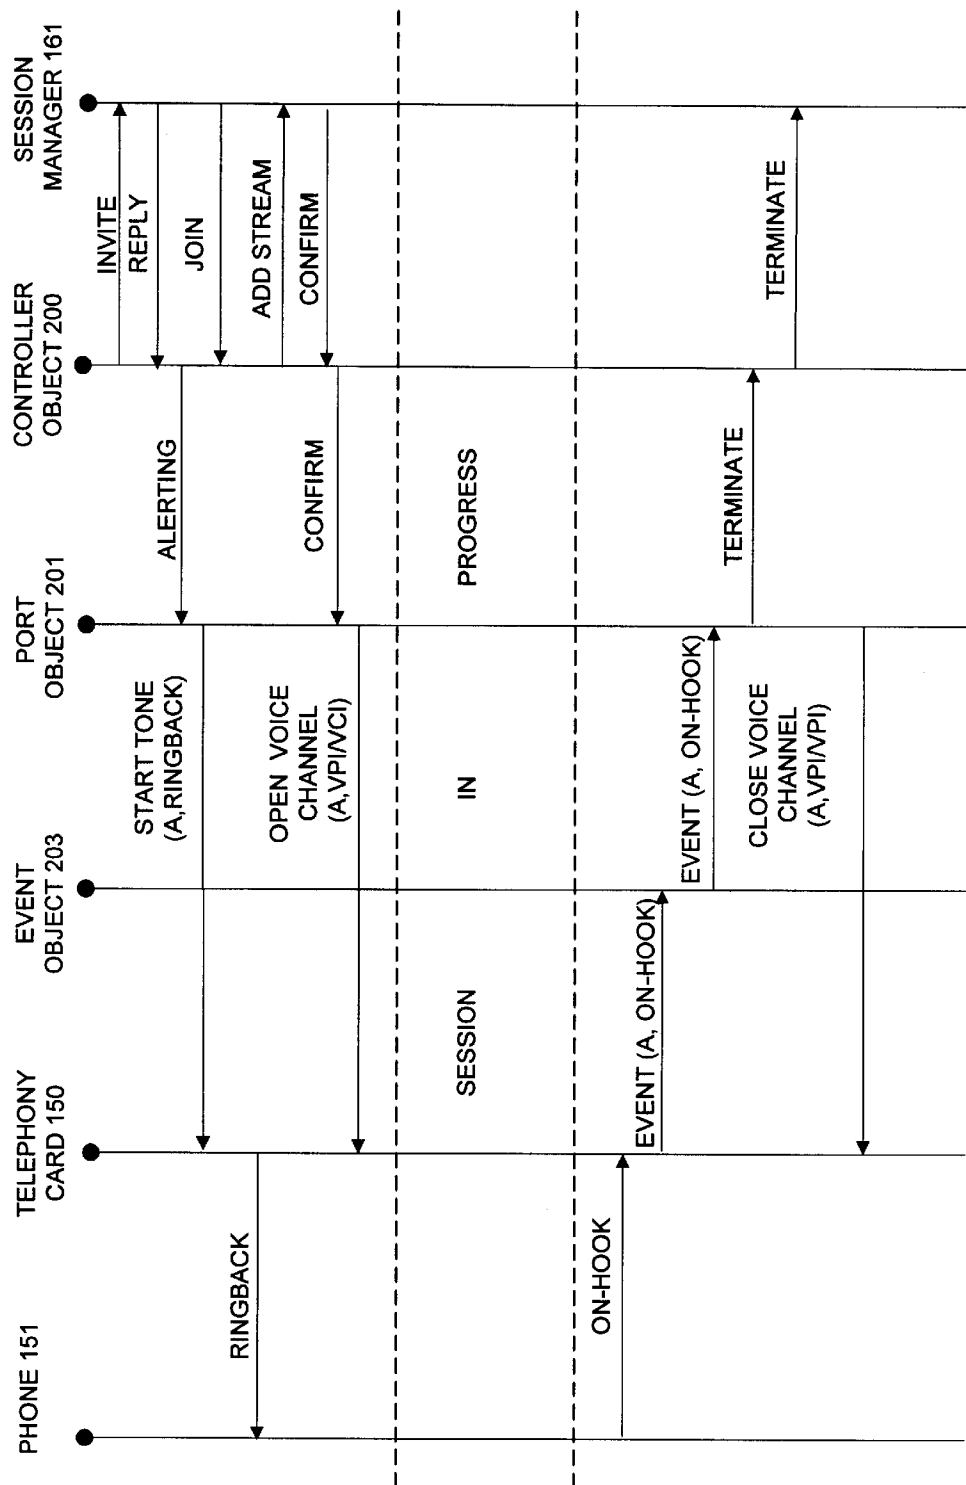 PHONE 151
TELEPHONY
CARD 150
EVENT
OBJECT 203
PORT
OBJECT 201
CONTROLLER
OBJECT 200
SESSION
MANAGER 161
INVITE
REPLY
ALERTING
JOIN
START TONE
(A,RINGBACK)
RINGBACK
ADD STREAM
CONFIRM
CONFIRM
OPEN VOICE
CHANNEL
(A,VPI/VCI)
SESSION
IN
PROGRESS
ON-HOOK
EVENT (A, ON-HOOK)
EVENT (A, ON-HOOK)
TERMINATE
TERMINATE
CLOSE VOICE
CHANNEL
(A,VPI/VPI)